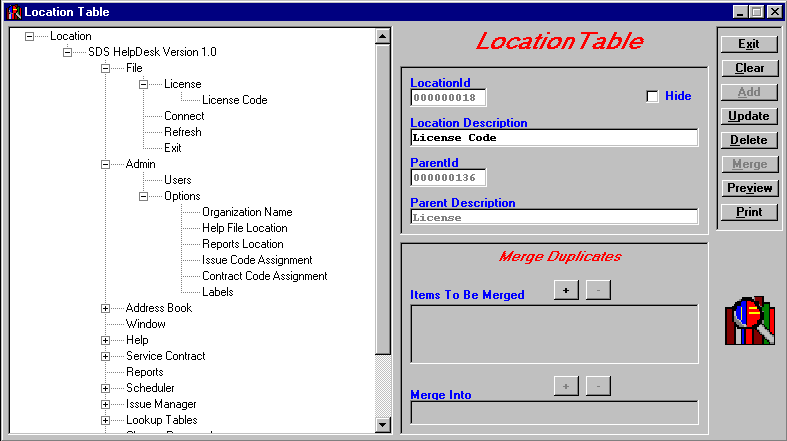 Location Table
Location
SDS HelpDesk Version 1.0
File
License
License Code
Connect
Refresh
Exit
Admin
Users
Options
Organization Name
Help File Location
Reports Location
Issue Code Assignment
Contract Code Assignment
Labels
Address Book
Window
Help
Service Contract
Reports
Scheduler
Issue Manager
Lookup Tables
Location Table
LocationId
000000018
Hide
Location Description
License Code
ParentId
000000136
Parent Description
License
Merge Duplicates
Items To Be Merged
+ -
+ -
Merge Into
Exit
Clear
Add
Update
Delete
Merge
Preview
Print